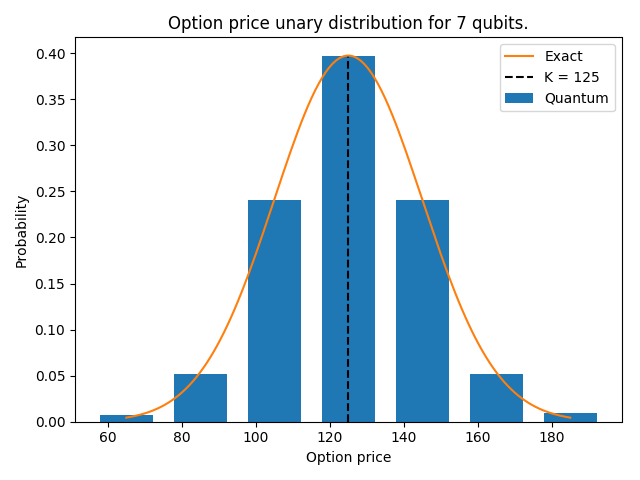 Option price unary distribution for 7 qubits.
Exact
K = 125
Quantum
Probability
0.40
0.35
0.30
0.25
0.20
0.15
0.10
0.05
0.00
60 80 100 120 140 160 180
Option price